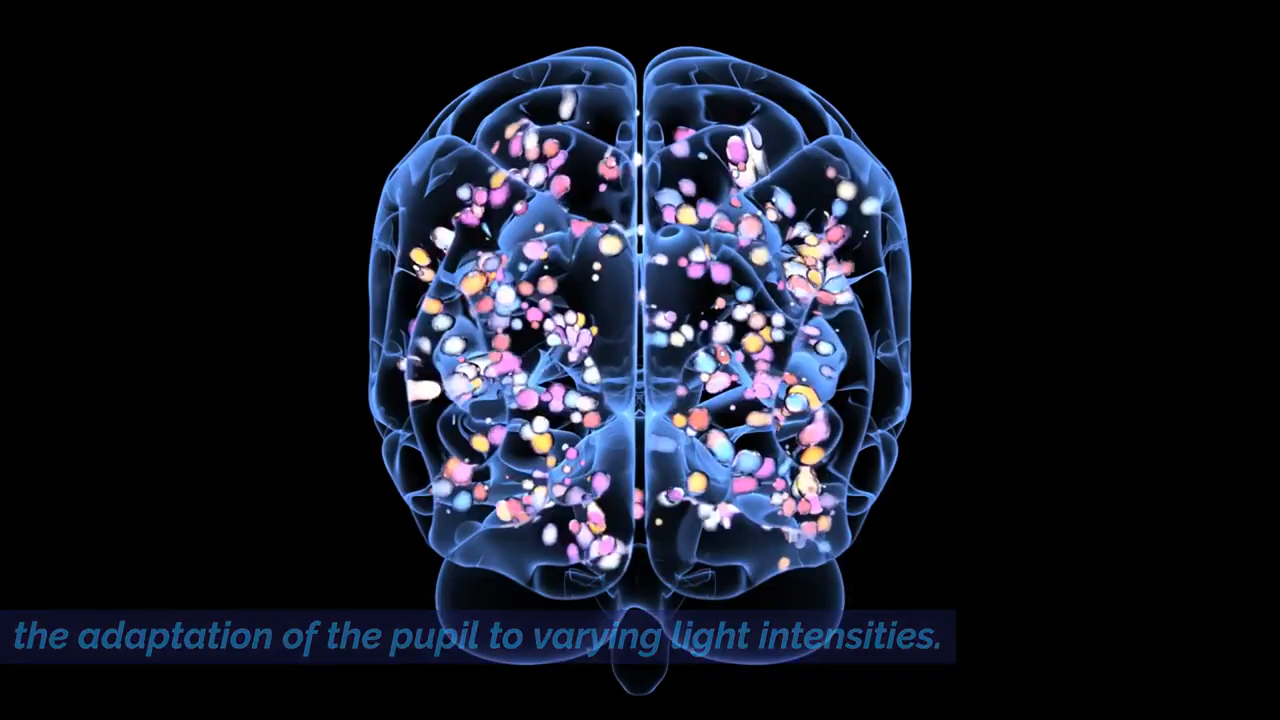 the adaptation of the pupil to varying light intensities.